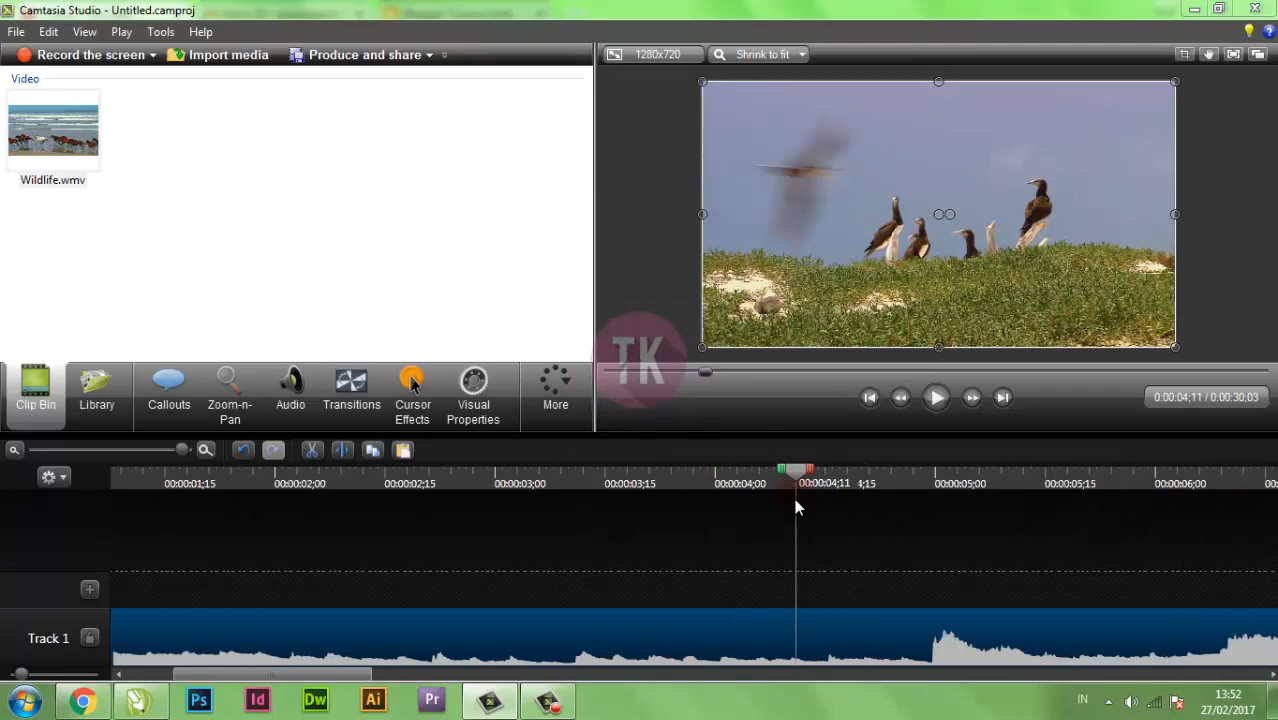 Camtasia Studio - Untitled.camproj
File Edit View Play Tools Help
Record the screen Import media Produce and share
1280x720 Shrink to fit
Video
Wildlife.wmv
TK
Clip Bin Library Callouts Zoom-n-Pan Audio Transitions Cursor Effects Visual Properties More
0:00:04;11 / 0:00:30;03
00:00:01;15 00:00:02;00 00:00:02;15 00:00:03;00 00:00:03;15 00:00:04;00 00:00:04;11 4;15 00:00:05;00 00:00:05;15 00:00:06;00 00:0
Track 1
Ps Id Dw Ai Pr
IN
13:52
27/02/2017